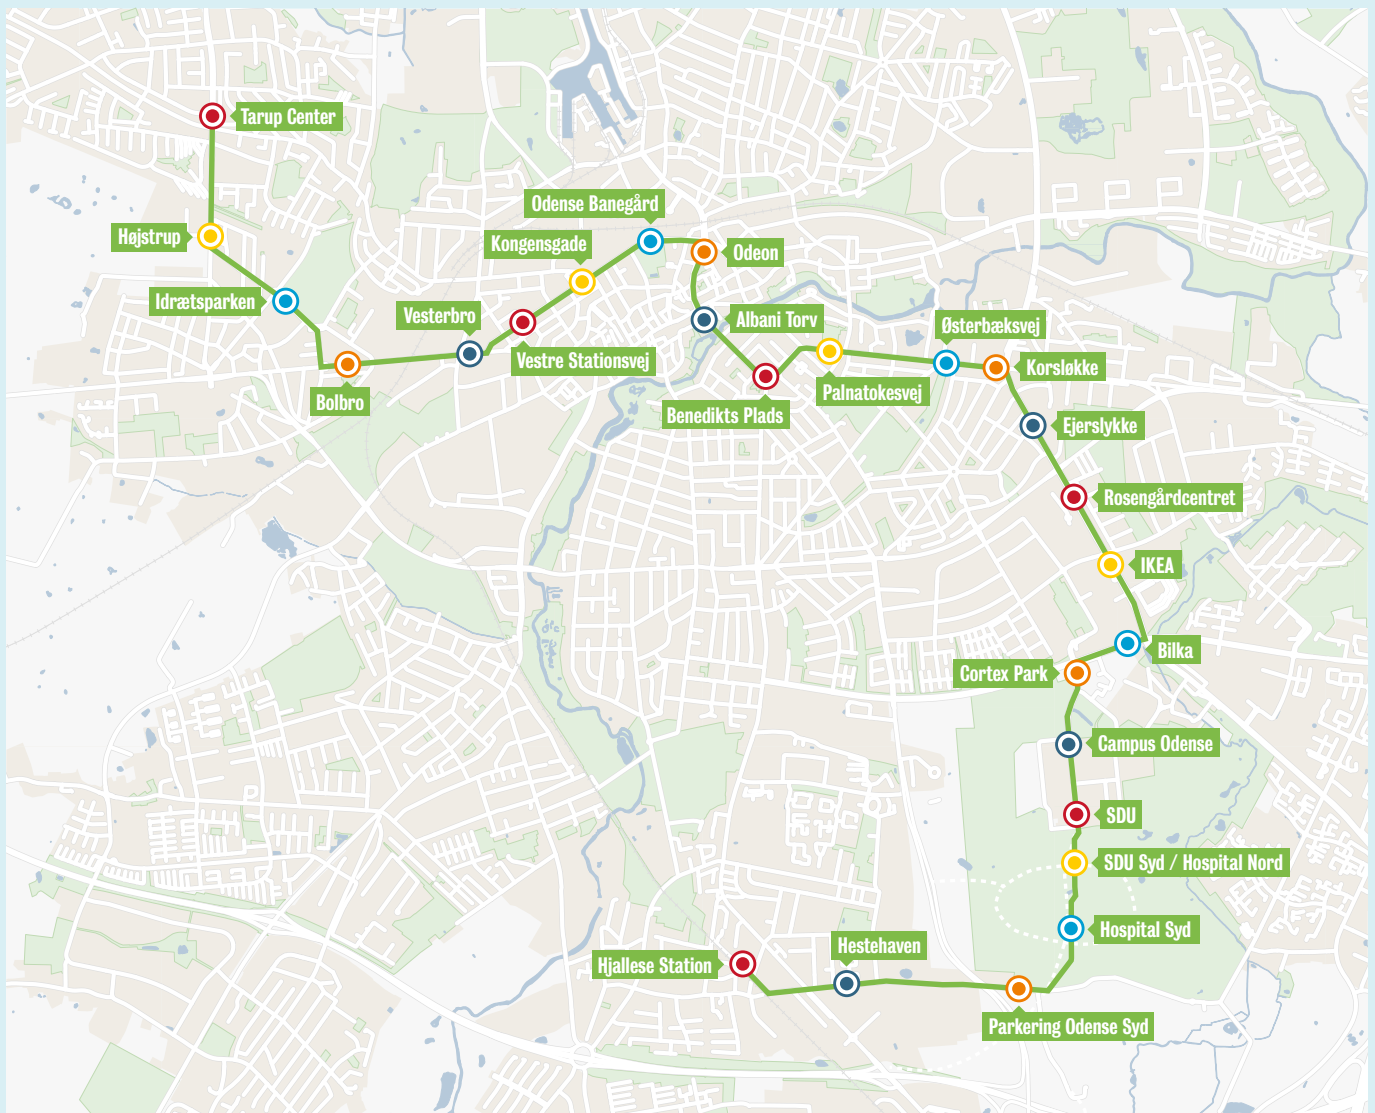 Tarup Center
Højstrup
Idrætsparken
Bolbro
Vesterbro
Vestre Stationsvej
Kongensgade
Odense Banegård
Odeon
Albani Torv
Benedikts Plads
Palnatokesvej
Østerbæksvej
Korsløkke
Ejerslykke
Rosengårdcentret
IKEA
Bilka
Cortex Park
Campus Odense
SDU
SDU Syd / Hospital Nord
Hospital Syd
Parkering Odense Syd
Hestehaven
Hjallese Station